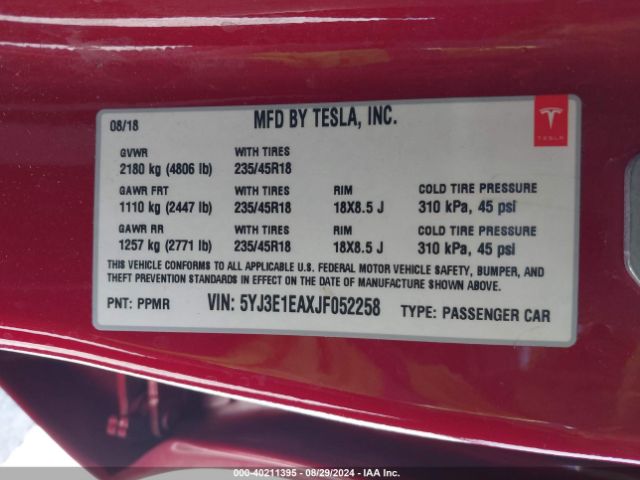 08/18 MFD BY TESLA, INC.
TESLA
GVWR WITH TIRES
2180 kg (4806 lb) 235/45R18
GAWR FRT WITH TIRES RIM COLD TIRE PRESSURE
1110 kg (2447 lb) 235/45R18 18X8.5 J 310 kPa, 45 psi
GAWR RR WITH TIRES RIM COLD TIRE PRESSURE
1257 kg (2771 lb) 235/45R18 18X8.5 J 310 kPa, 45 psi
THIS VEHICLE CONFORMS TO ALL APPLICABLE U.S. FEDERAL MOTOR VEHICLE SAFETY, BUMPER, AND
THEFT PREVENTION STANDARDS IN EFFECT ON THE DATE OF MANUFACTURE SHOWN ABOVE.
PNT: PPMR VIN: 5YJ3E1EAXJF052258 TYPE: PASSENGER CAR
000-40211395 - 08/29/2024 - IAA Inc.